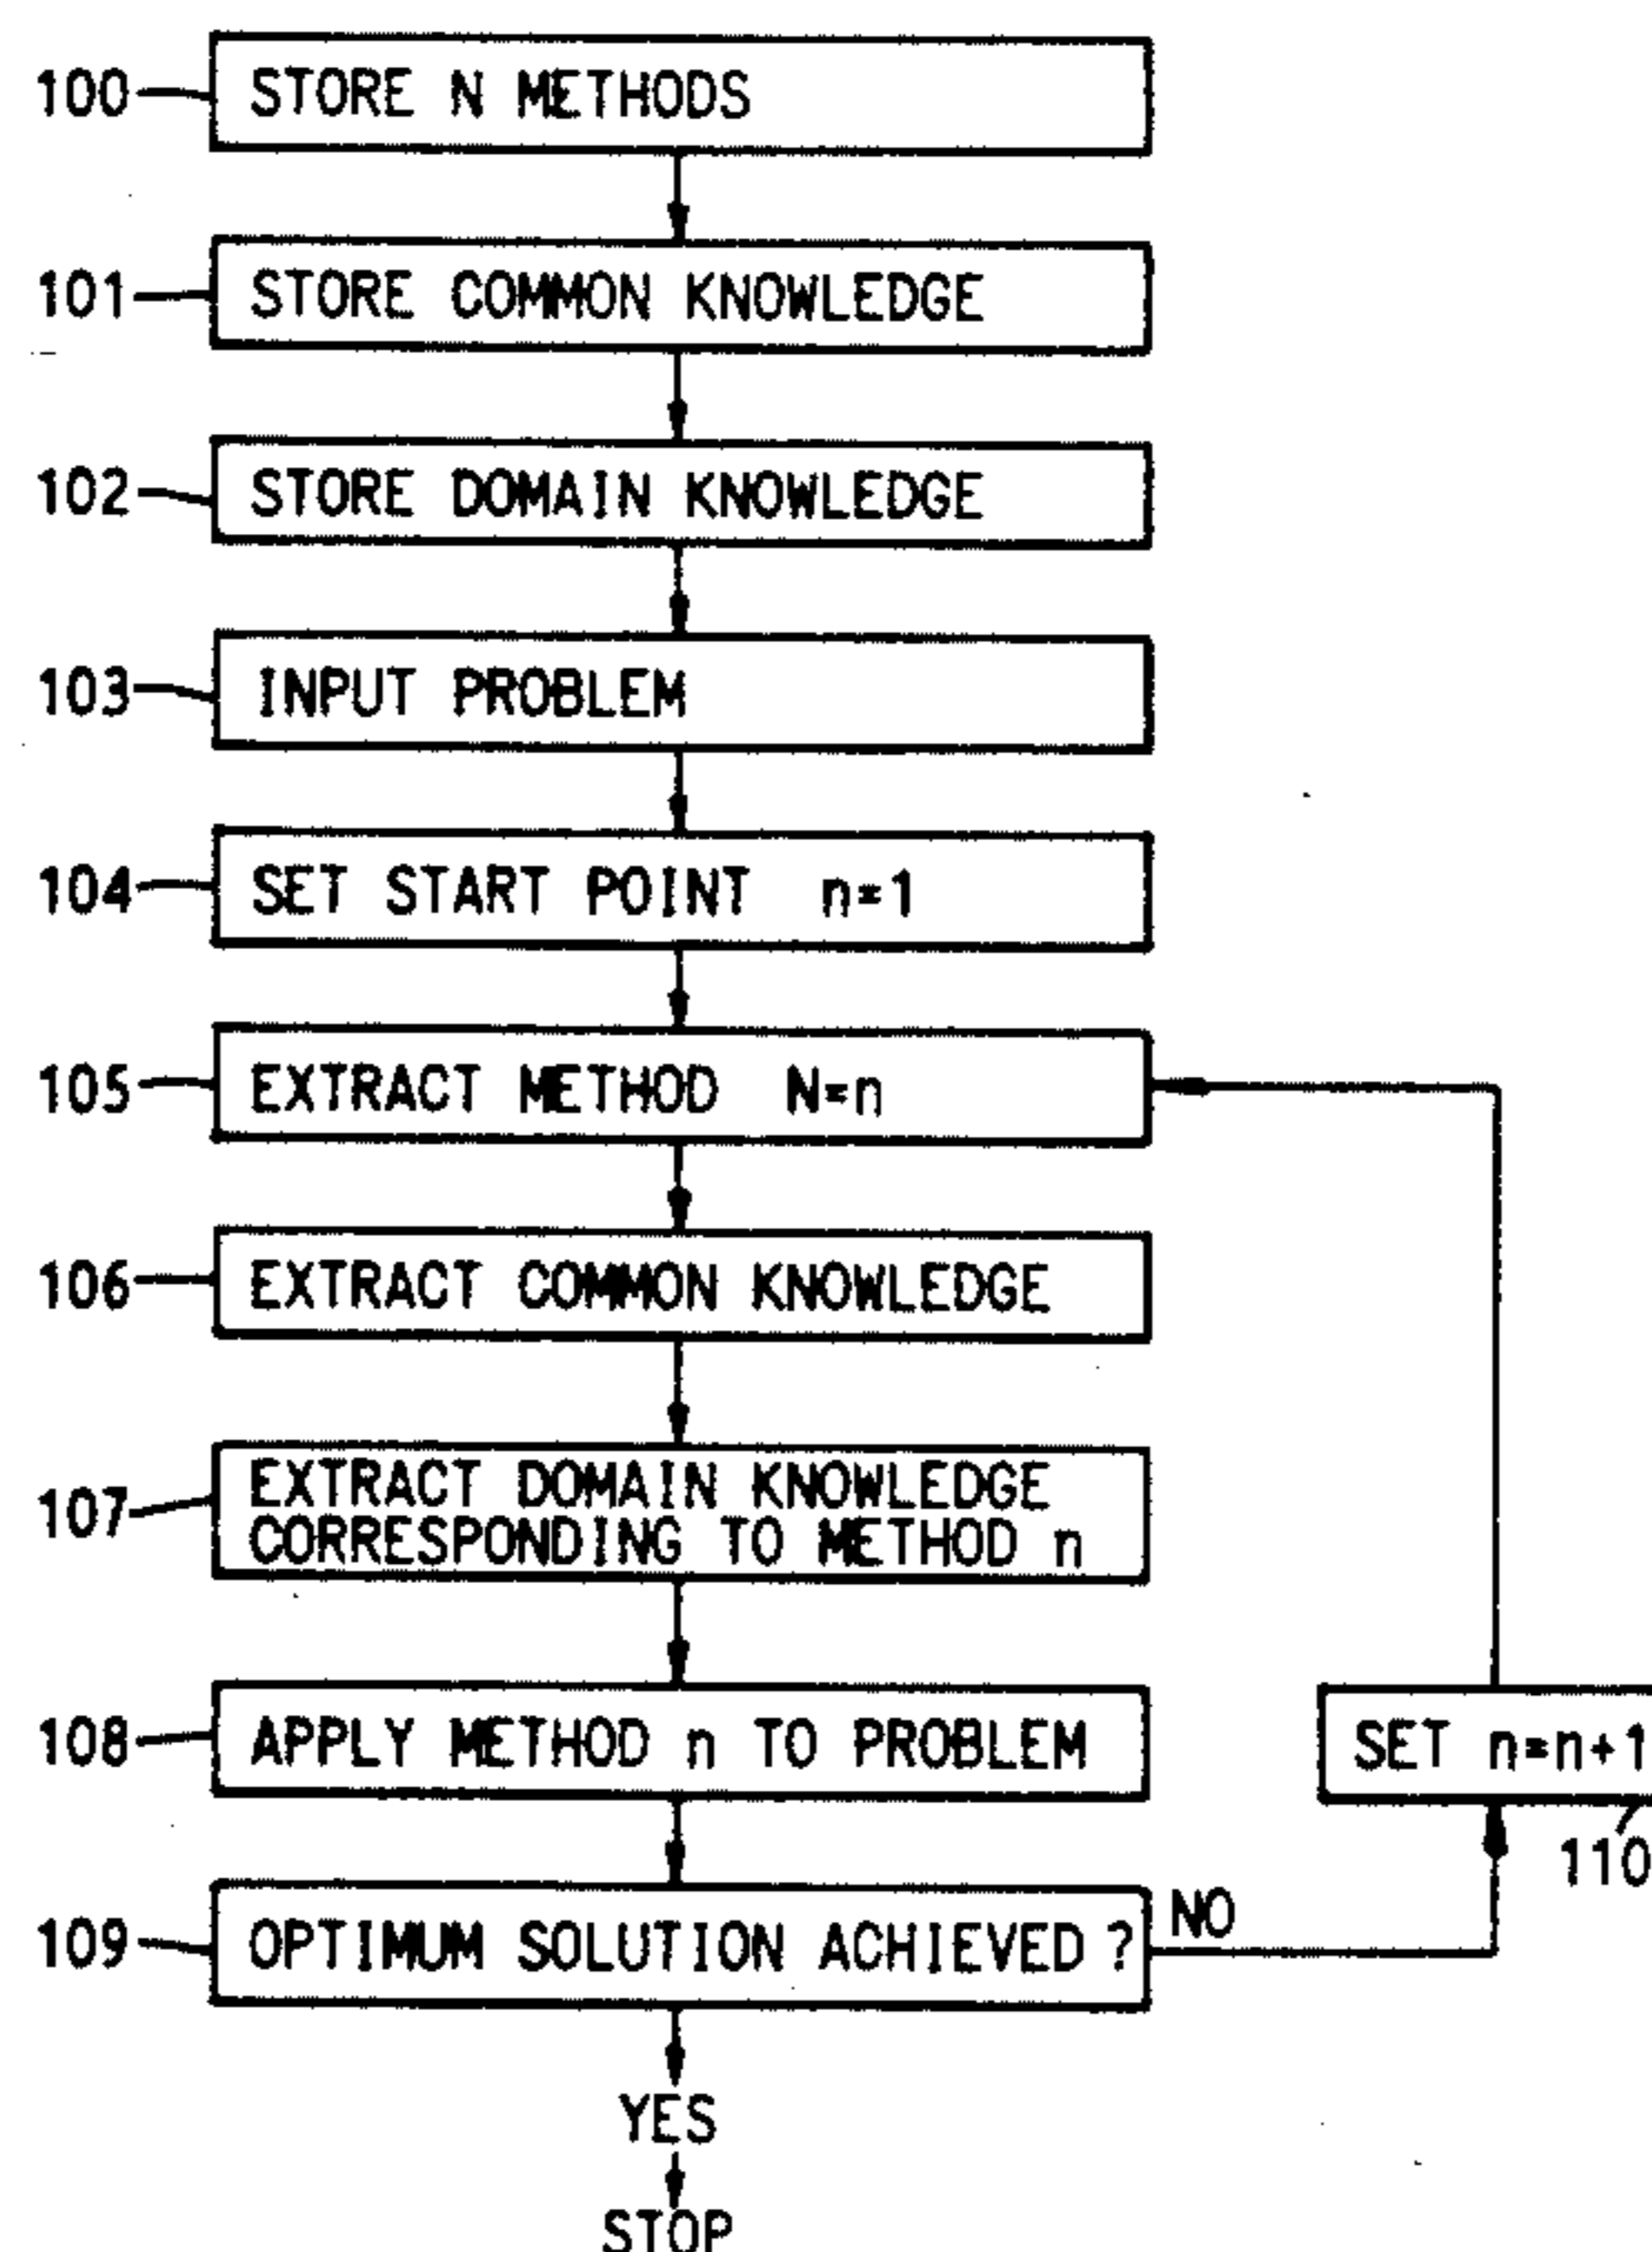 100 STORE N METHODS
101 STORE COMMON KNOWLEDGE
102 STORE DOMAIN KNOWLEDGE
103 INPUT PROBLEM
104 SET START POINT n=1
105 EXTRACT METHOD N=n
106 EXTRACT COMMON KNOWLEDGE
107 EXTRACT DOMAIN KNOWLEDGE
CORRESPONDING TO METHOD n
108 APPLY METHOD n TO PROBLEM
SET n=n+1
110
109 OPTIMUM SOLUTION ACHIEVED ?
NO
YES
STOP